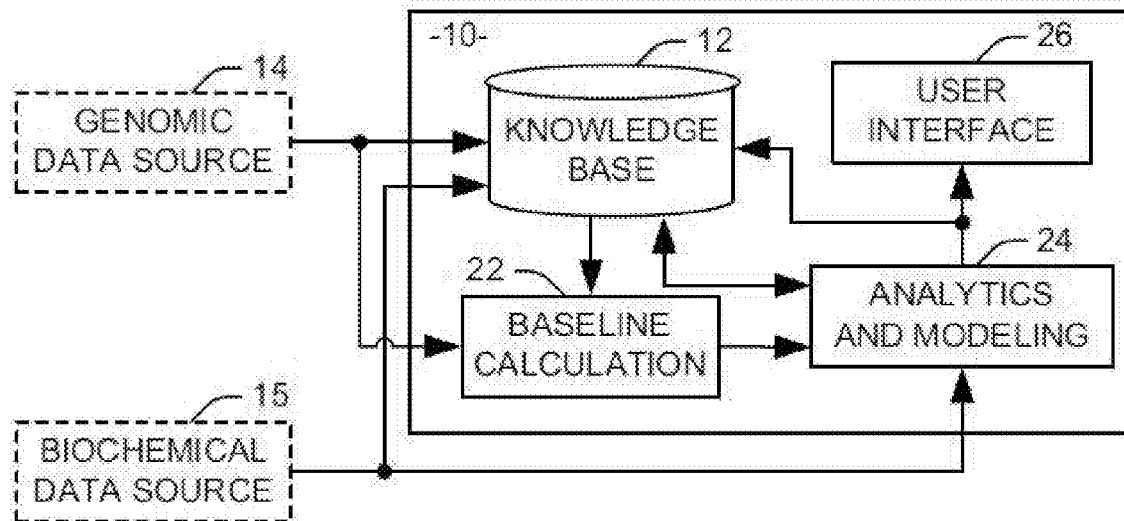 -10-
14
GENOMIC
DATA SOURCE
12
KNOWLEDGE
BASE
26
USER
INTERFACE
22
BASELINE
CALCULATION
24
ANALYTICS
AND MODELING
15
BIOCHEMICAL
DATA SOURCE